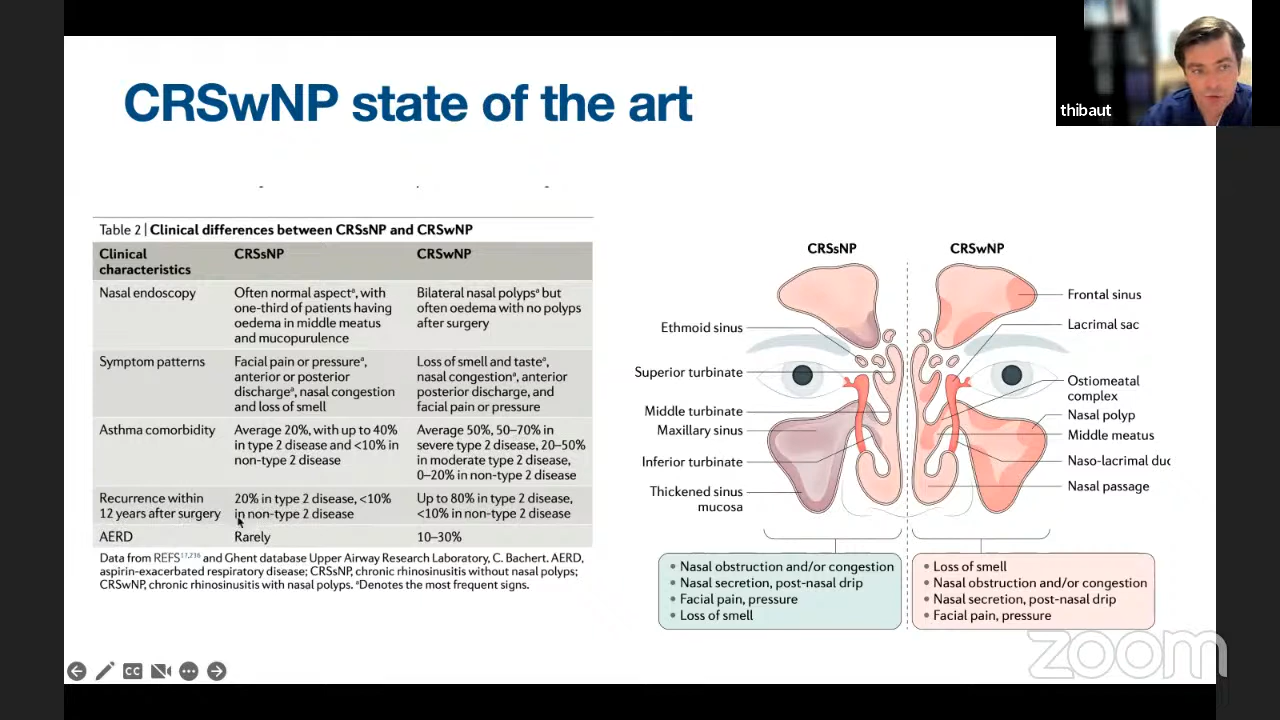 thibaut
CRSwNP state of the art
Table 2 | Clinical differences between CRSsNP and CRSwNP
Clinical characteristics
CRSsNP
CRSwNP
Nasal endoscopy
Often normal aspectᵃ, with
one-third of patients having
oedema in middle meatus
and mucopurulence
Bilateral nasal polypsᵃ but
often oedema with no polyps
after surgery
Symptom patterns
Facial pain or pressureᵃ,
anterior or posterior
dischargeᵃ, nasal congestion
and loss of smell
Loss of smell and tasteᵃ,
nasal congestionᵃ, anterior
posterior discharge, and
facial pain or pressure
Asthma comorbidity
Average 20%, with up to 40%
in type 2 disease and <10% in
non-type 2 disease
Average 50%, 50–70% in
severe type 2 disease, 20–50%
in moderate type 2 disease,
0–20% in non-type 2 disease
Recurrence within
12 years after surgery
20% in type 2 disease, <10%
in non-type 2 disease
Up to 80% in type 2 disease,
<10% in non-type 2 disease
AERD
Rarely
10–30%
Data from REFS¹⁷,²³⁶ and Ghent database Upper Airway Research Laboratory, C. Bachert. AERD,
aspirin-exacerbated respiratory disease; CRSsNP, chronic rhinosinusitis without nasal polyps;
CRSwNP, chronic rhinosinusitis with nasal polyps. ᵃDenotes the most frequent signs.
CRSsNP
CRSwNP
Ethmoid sinus
Superior turbinate
Middle turbinate
Maxillary sinus
Inferior turbinate
Thickened sinus
mucosa
Frontal sinus
Lacrimal sac
Ostiomeatal
complex
Nasal polyp
Middle meatus
Naso-lacrimal duc
Nasal passage
• Nasal obstruction and/or congestion
• Nasal secretion, post-nasal drip
• Facial pain, pressure
• Loss of smell
• Loss of smell
• Nasal obstruction and/or congestion
• Nasal secretion, post-nasal drip
• Facial pain, pressure
CC
zoom